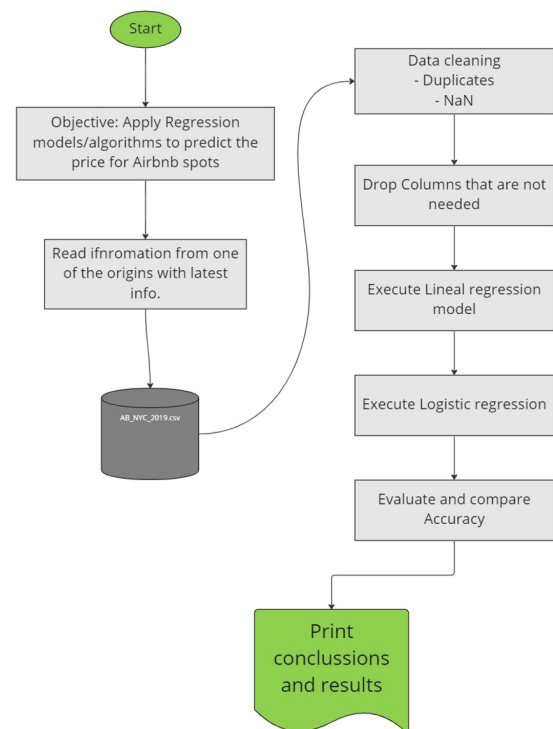 Start
Objective: Apply Regression
models/algorithms to predict the
price for Airbnb spots
Read ifnromation from one
of the origins with latest
info.
AB_NYC_2019.csv
Data cleaning
- Duplicates
- NaN
Drop Columns that are not
needed
Execute Lineal regression
model
Execute Logistic regression
Evaluate and compare
Accuracy
Print
conclussions
and results